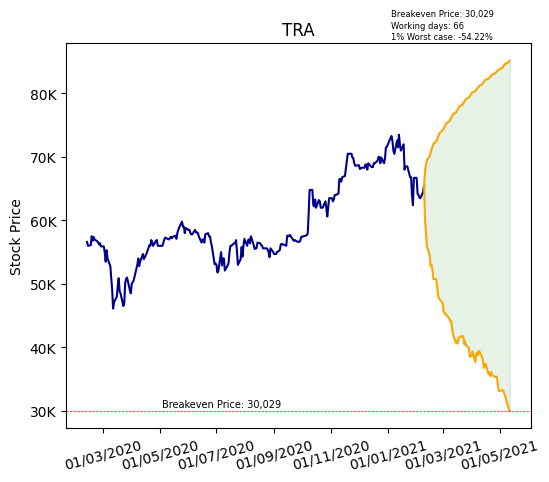 Breakeven Price: 30,029
Working days: 66
1% Worst case: -54.22%
TRA
Stock Price
80K
70K
60K
50K
40K
30K
Breakeven Price: 30,029
01/03/2020
01/05/2020
01/07/2020
01/09/2020
01/11/2020
01/01/2021
01/03/2021
01/05/2021